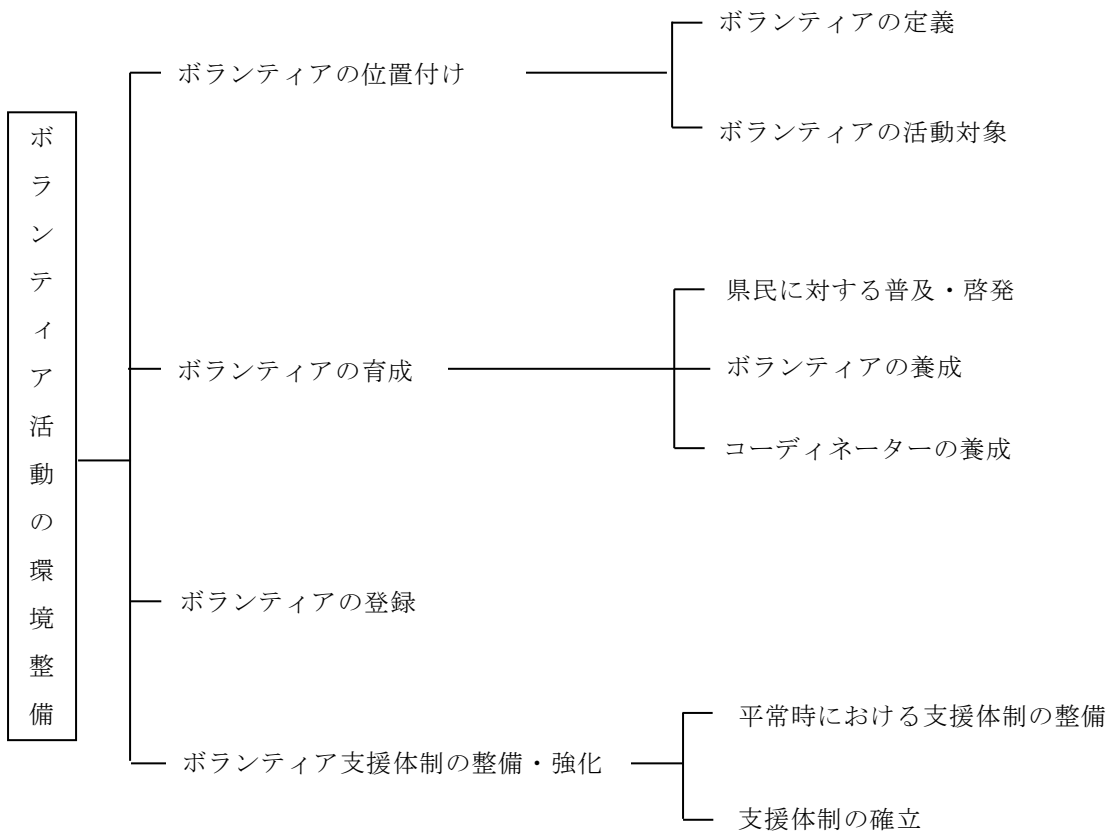 ボランティア活動の環境整備
ボランティアの位置付け
ボランティアの定義
ボランティアの活動対象
ボランティアの育成
県民に対する普及・啓発
ボランティアの養成
コーディネーターの養成
ボランティアの登録
ボランティア支援体制の整備・強化
平常時における支援体制の整備
支援体制の確立